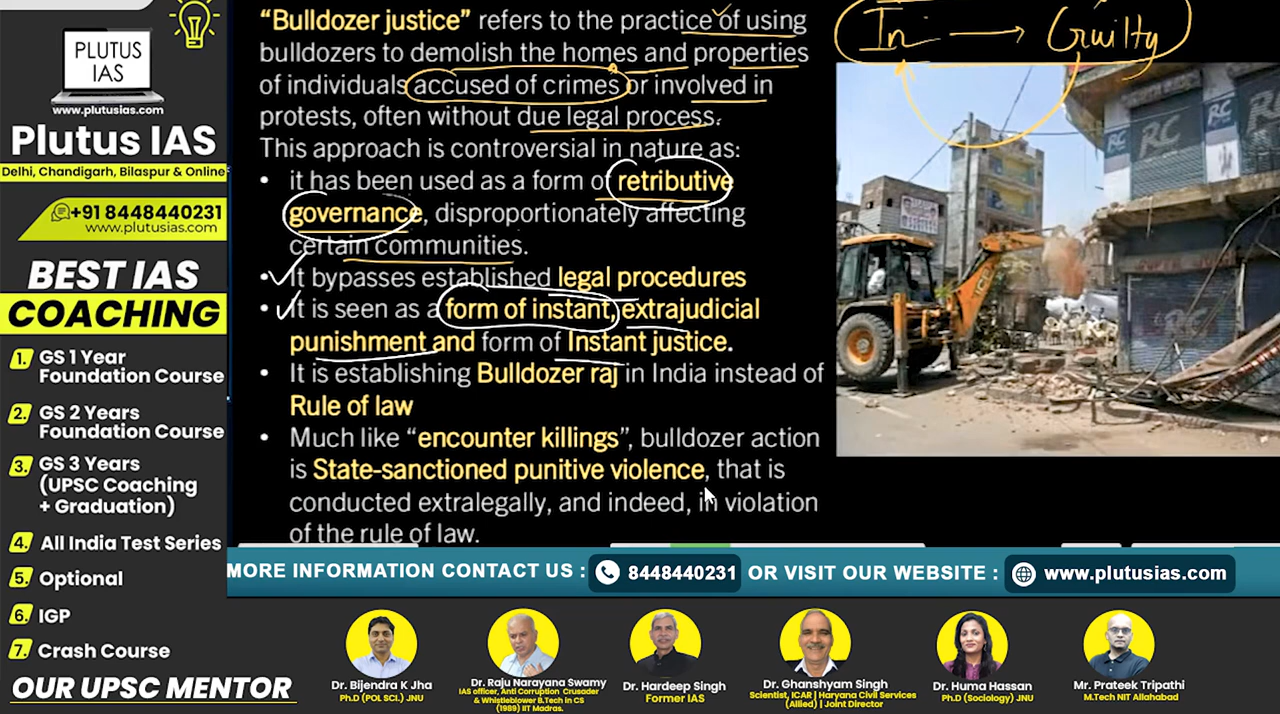 PLUTUS
IAS
www.plutusias.com
Plutus IAS
Delhi, Chandigarh, Bilaspur & Online
+91 8448440231
www.plutusias.com
BEST IAS
COACHING
1. GS 1 Year
Foundation Course
2. GS 2 Years
Foundation Course
3. GS 3 Years
(UPSC Coaching
+ Graduation)
4. All India Test Series
5. Optional
6. IGP
7. Crash Course
OUR UPSC MENTOR
“Bulldozer justice” refers to the practice of using
bulldozers to demolish the homes and properties
of individuals accused of crimes or involved in
protests, often without due legal process.
This approach is controversial in nature as:
• it has been used as a form of retributive
governance, disproportionately affecting
certain communities.
• It bypasses established legal procedures
• It is seen as a form of instant, extrajudicial
punishment and form of Instant justice.
• It is establishing Bulldozer raj in India instead of
Rule of law
• Much like “encounter killings”, bulldozer action
is State-sanctioned punitive violence, that is
conducted extralegally, and indeed, in violation
of the rule of law.
In → Guilty
RC
RC
RC
MORE INFORMATION CONTACT US : 8448440231 OR VISIT OUR WEBSITE : www.plutusias.com
Dr. Bijendra K Jha
Ph.D (POL SCI.) JNU
Dr. Raju Narayana Swamy
IAS officer, Anti Corruption Crusader
& Whistleblower B.Tech in CS
(1989) IIT Madras.
Dr. Hardeep Singh
Former IAS
Dr. Ghanshyam Singh
Scientist, ICAR | Haryana Civil Services
(Allied) | Joint Director
Dr. Huma Hassan
Ph.D (Sociology) JNU
Mr. Prateek Tripathi
M.Tech NIT Allahabad